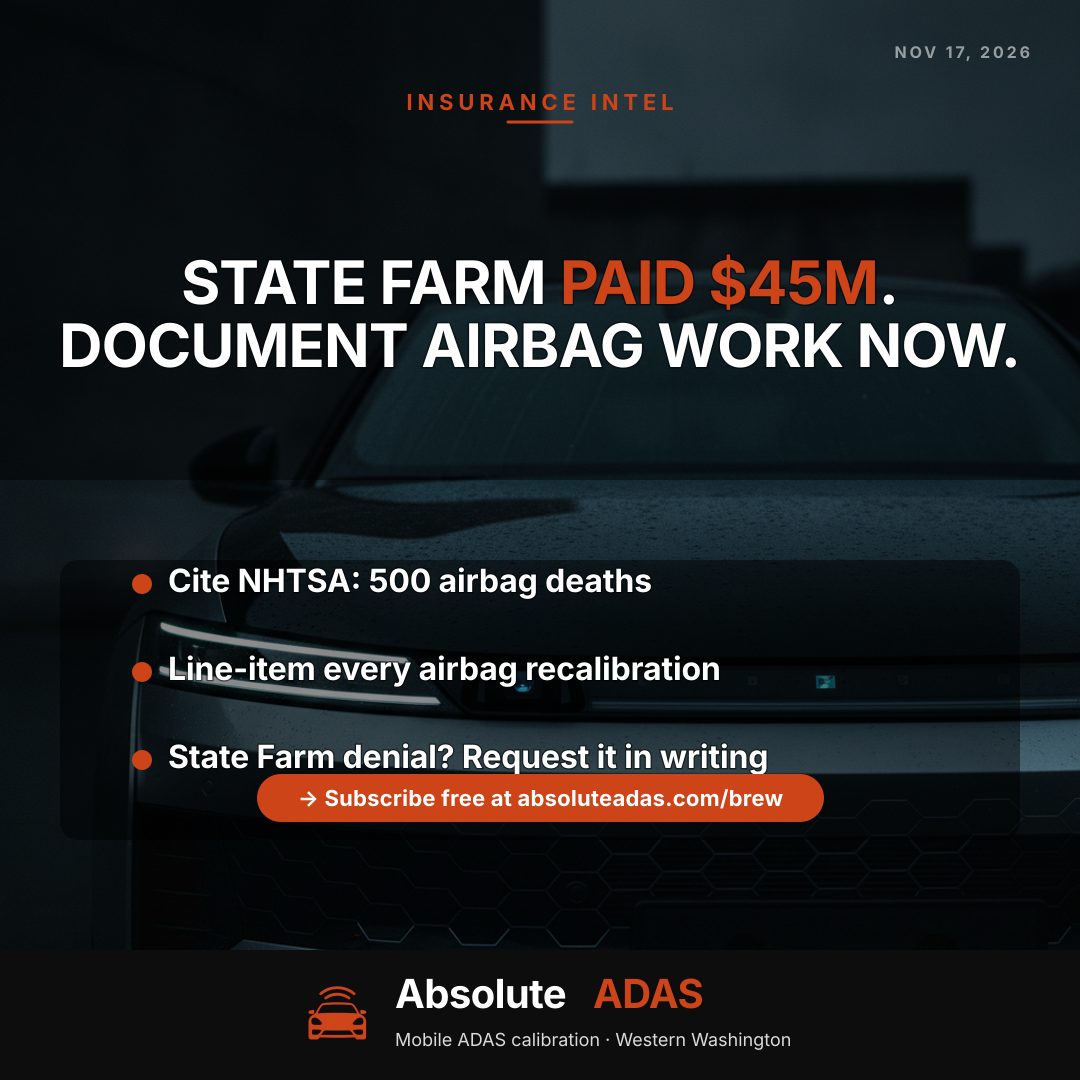 NOV 17, 2026
INSURANCE INTEL
STATE FARM PAID $45M.
DOCUMENT AIRBAG WORK NOW.
Cite NHTSA: 500 airbag deaths
Line-item every airbag recalibration
State Farm denial? Request it in writing
→ Subscribe free at absoluteadas.com/brew
Absolute ADAS
Mobile ADAS calibration · Western Washington